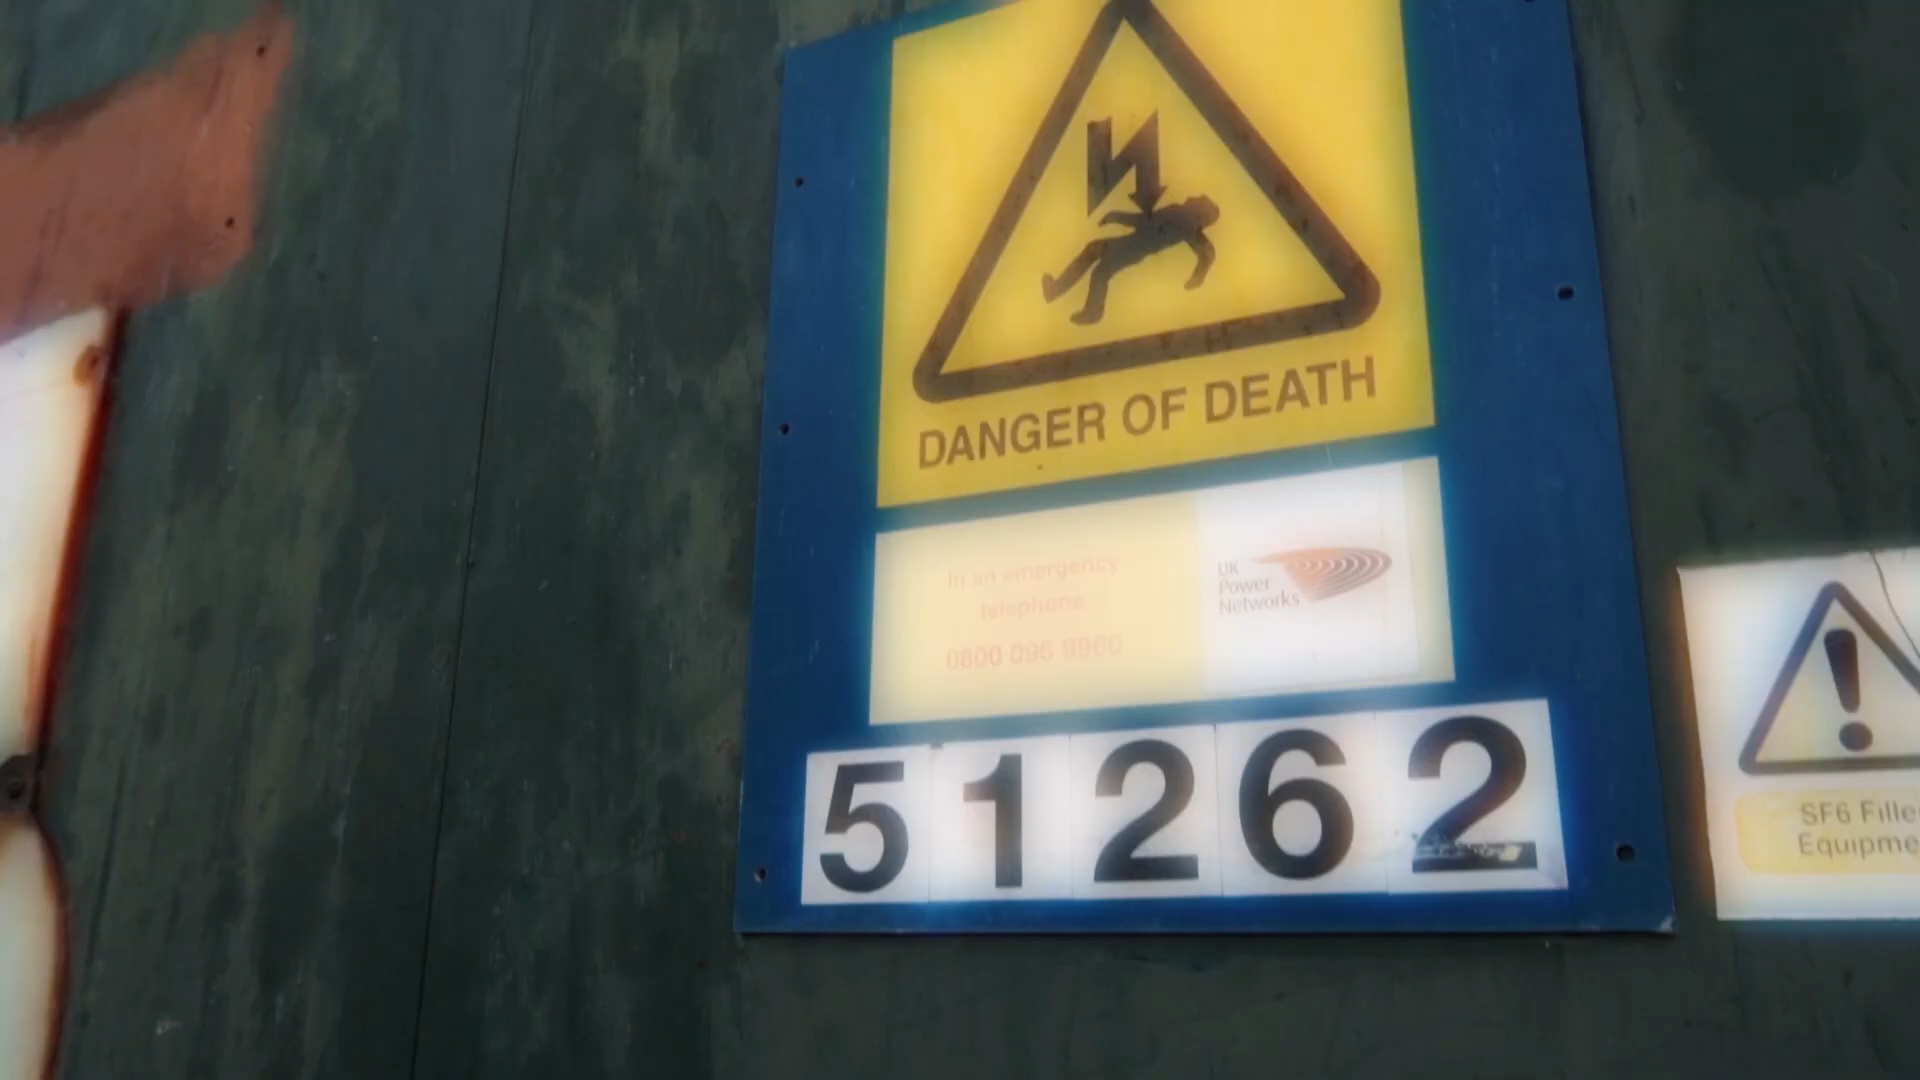 DANGER OF DEATH
In an emergency
telephone
0800 096 9960
UK
Power
Networks
51262
SF6 Fille
Equipme